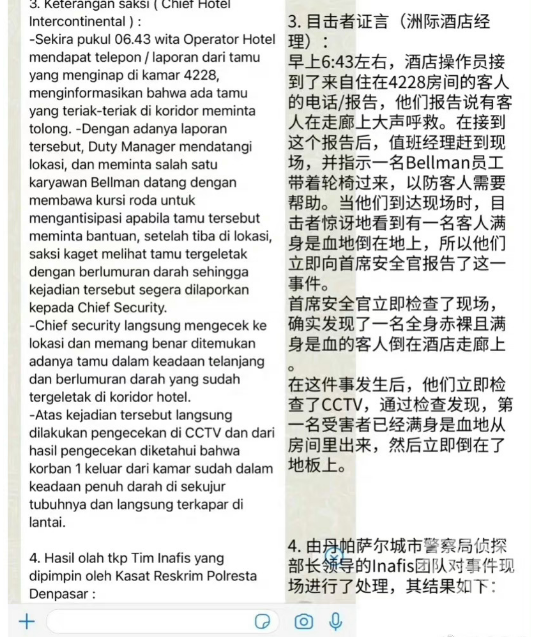 3. Keterangan saksi ( Chief Hotel
Intercontinental ) :
-Sekira pukul 06.43 wita Operator Hotel
mendapat telepon / laporan dari tamu
yang menginap di kamar 4228,
menginformasikan bahwa ada tamu
yang teriak-teriak di koridor meminta
tolong. -Dengan adanya laporan
tersebut, Duty Manager mendatangi
lokasi, dan meminta salah satu
karyawan Bellman datang dengan
membawa kursi roda untuk
mengantisipasi apabila tamu tersebut
meminta bantuan, setelah tiba di lokasi,
saksi kaget melihat tamu tergeletak
dengan berlumuran darah sehingga
kejadian tersebut segera dilaporkan
kepada Chief Security.
-Chief security langsung mengecek ke
lokasi dan memang benar ditemukan
adanya tamu dalam keadaan telanjang
dan berlumuran darah yang sudah
tergeletak di koridor hotel.
-Atas kejadian tersebut langsung
dilakukan pengecekan di CCTV dan dari
hasil pengecekan diketahui bahwa
korban 1 keluar dari kamar sudah dalam
keadaan penuh darah di sekujur
tubuhnya dan langsung terkapar di
lantai.
4. Hasil olah tkp Tim Inafis yang
dipimpin oleh Kasat Reskrim Polresta
Denpasar :
3. 目击者证言（洲际酒店经
理）：
早上6:43左右，酒店操作员接
到了来自住在4228房间的客人
的电话/报告，他们报告说有客
人在走廊上大声呼救。在接到
这个报告后，值班经理赶到现
场，并指示一名Bellman员工
带着轮椅过来，以防客人需要
帮助。当他们到达现场时，目
击者惊讶地看到有一名客人满
身是血地倒在地上，所以他们
立即向首席安全官报告了这一
事件。
首席安全官立即检查了现场，
确实发现了一名全身赤裸且满
身是血的客人倒在酒店走廊上
。
在这件事发生后，他们立即检
查了CCTV，通过检查发现，第
一名受害者已经满身是血地从
房间里出来，然后立即倒在了
地板上。
4. 由丹帕萨尔城市警察局侦探
部长领导的Inafis团队对事件现
场进行了处理，其结果如下：